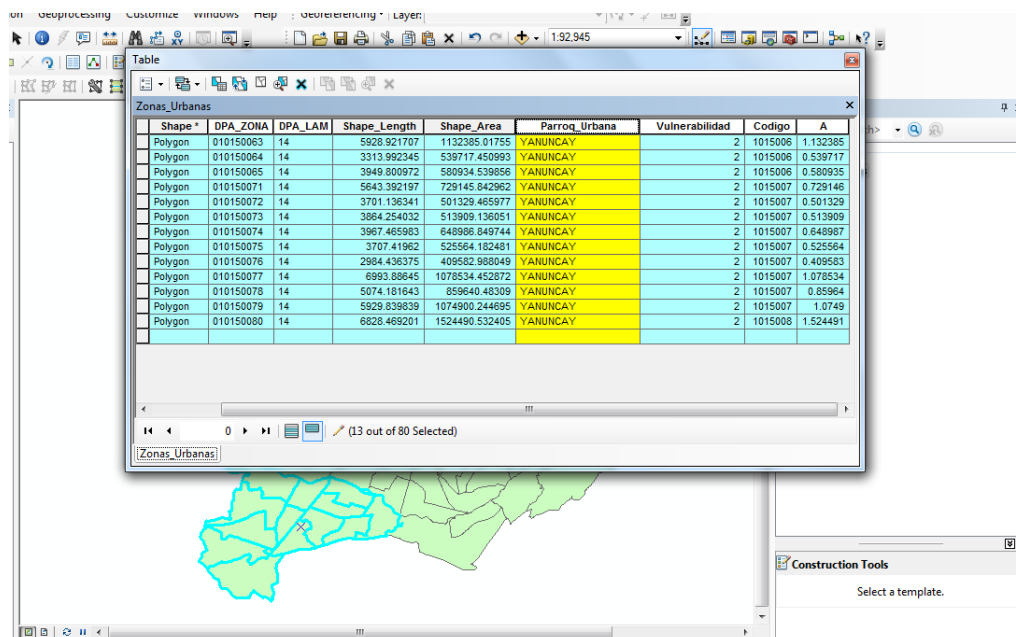 Geoprocessing Customize Windows Help Georeferencing Layer:
1:92,945
Table
Zonas_Urbanas
Shape * DPA_ZONA DPA_LAM Shape_Length Shape_Area Parroq_Urbana Vulnerabilidad Codigo A
Polygon 010150063 14 5928.921707 1132385.01755 YANUNCAY 2 1015006 1.132385
Polygon 010150064 14 3313.992345 539717.450993 YANUNCAY 2 1015006 0.539717
Polygon 010150065 14 3949.800972 580934.539856 YANUNCAY 2 1015006 0.580935
Polygon 010150071 14 5643.392197 729145.842962 YANUNCAY 2 1015007 0.729146
Polygon 010150072 14 3701.136341 501329.465977 YANUNCAY 2 1015007 0.501329
Polygon 010150073 14 3864.254032 513909.136051 YANUNCAY 2 1015007 0.513909
Polygon 010150074 14 3967.465983 648986.849744 YANUNCAY 2 1015007 0.648987
Polygon 010150075 14 3707.41962 525564.182481 YANUNCAY 2 1015007 0.525564
Polygon 010150076 14 2984.436375 409582.988049 YANUNCAY 2 1015007 0.409583
Polygon 010150077 14 6993.88645 1078534.452872 YANUNCAY 2 1015007 1.078534
Polygon 010150078 14 5074.181643 859640.48309 YANUNCAY 2 1015007 0.85964
Polygon 010150079 14 5929.839839 1074900.244695 YANUNCAY 2 1015007 1.0749
Polygon 010150080 14 6828.469201 1524490.532405 YANUNCAY 2 1015008 1.524491
0 (13 out of 80 Selected)
Zonas_Urbanas
Construction Tools
Select a template.